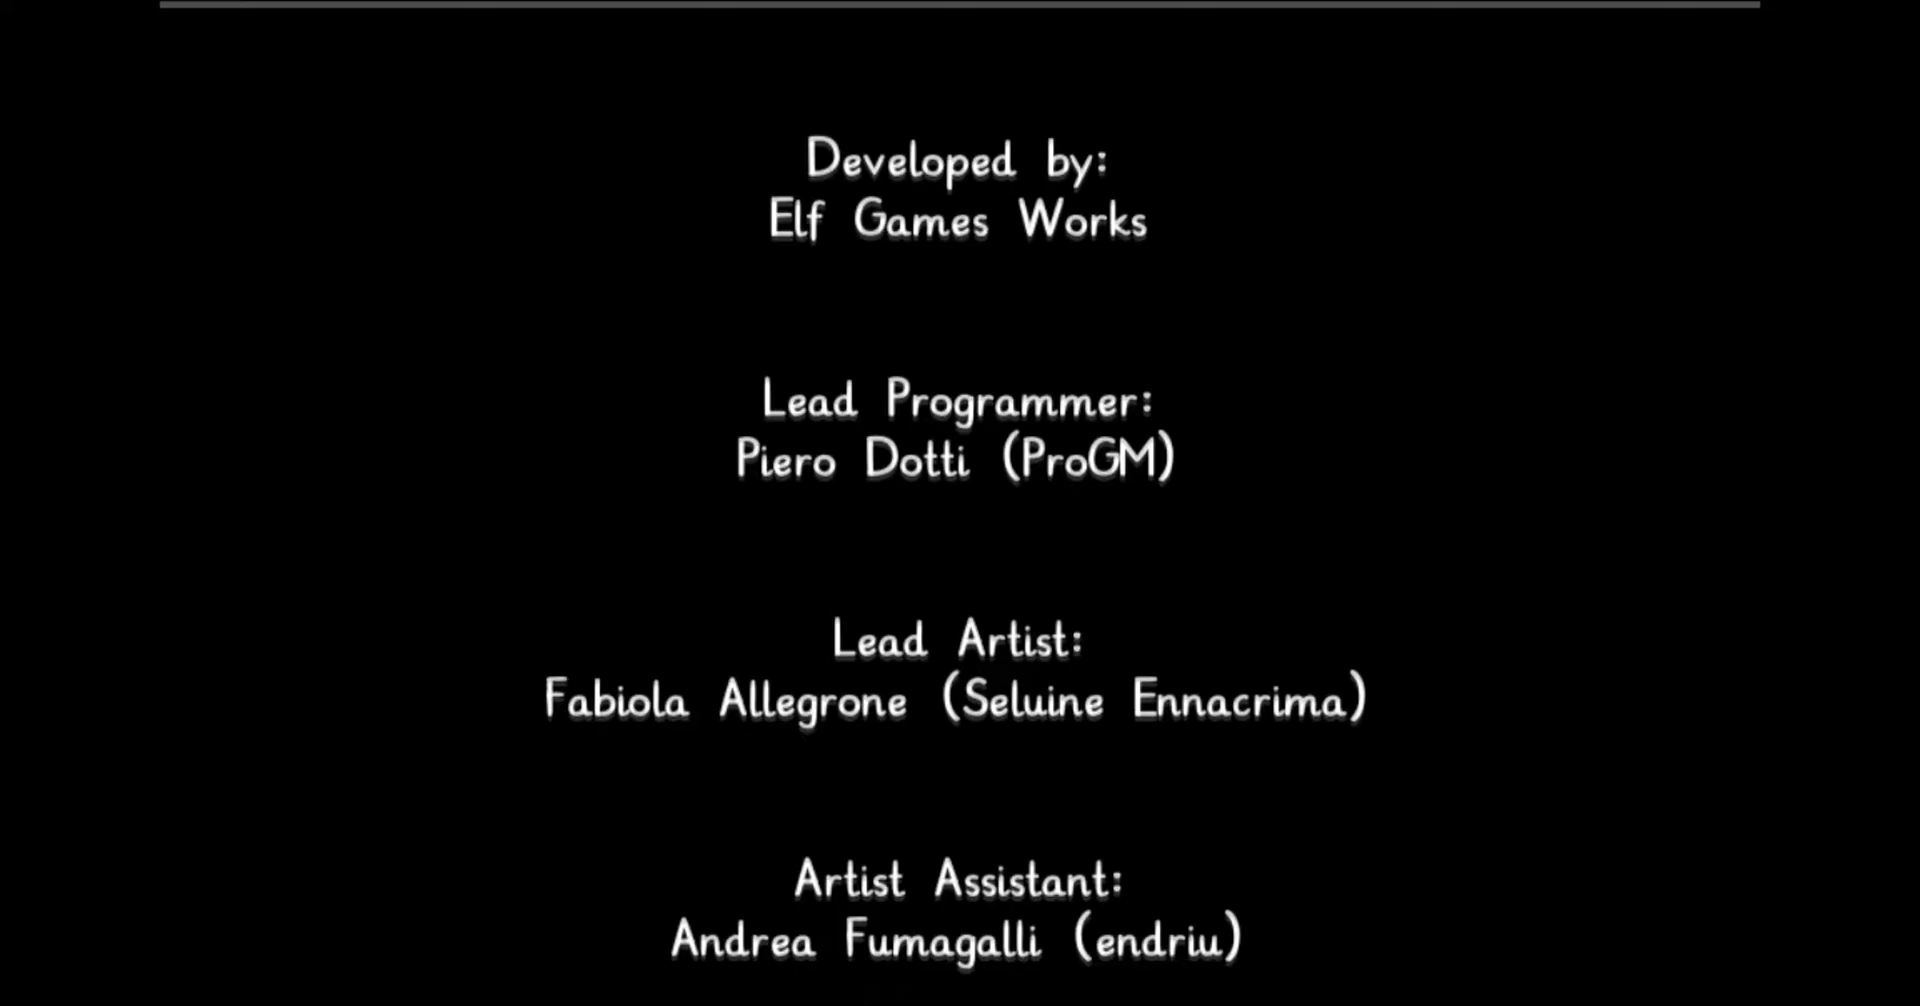 Developed by:
Elf Games Works
Lead Programmer:
Piero Dotti (ProGM)
Lead Artist:
Fabiola Allegrone (Seluine Ennacrima)
Artist Assistant:
Andrea Fumagalli (endriu)